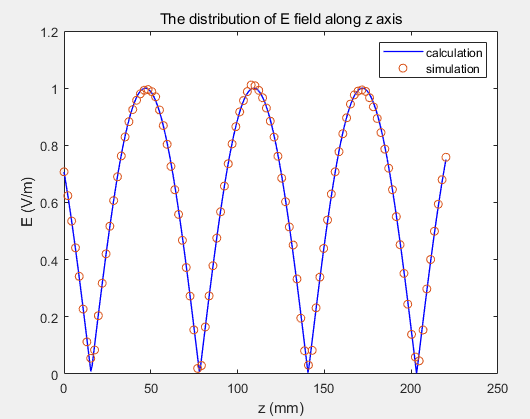 The distribution of E field along z axis
calculation
simulation
E (V/m)
1.2
1
0.8
0.6
0.4
0.2
0
0
50
100
150
200
250
z (mm)